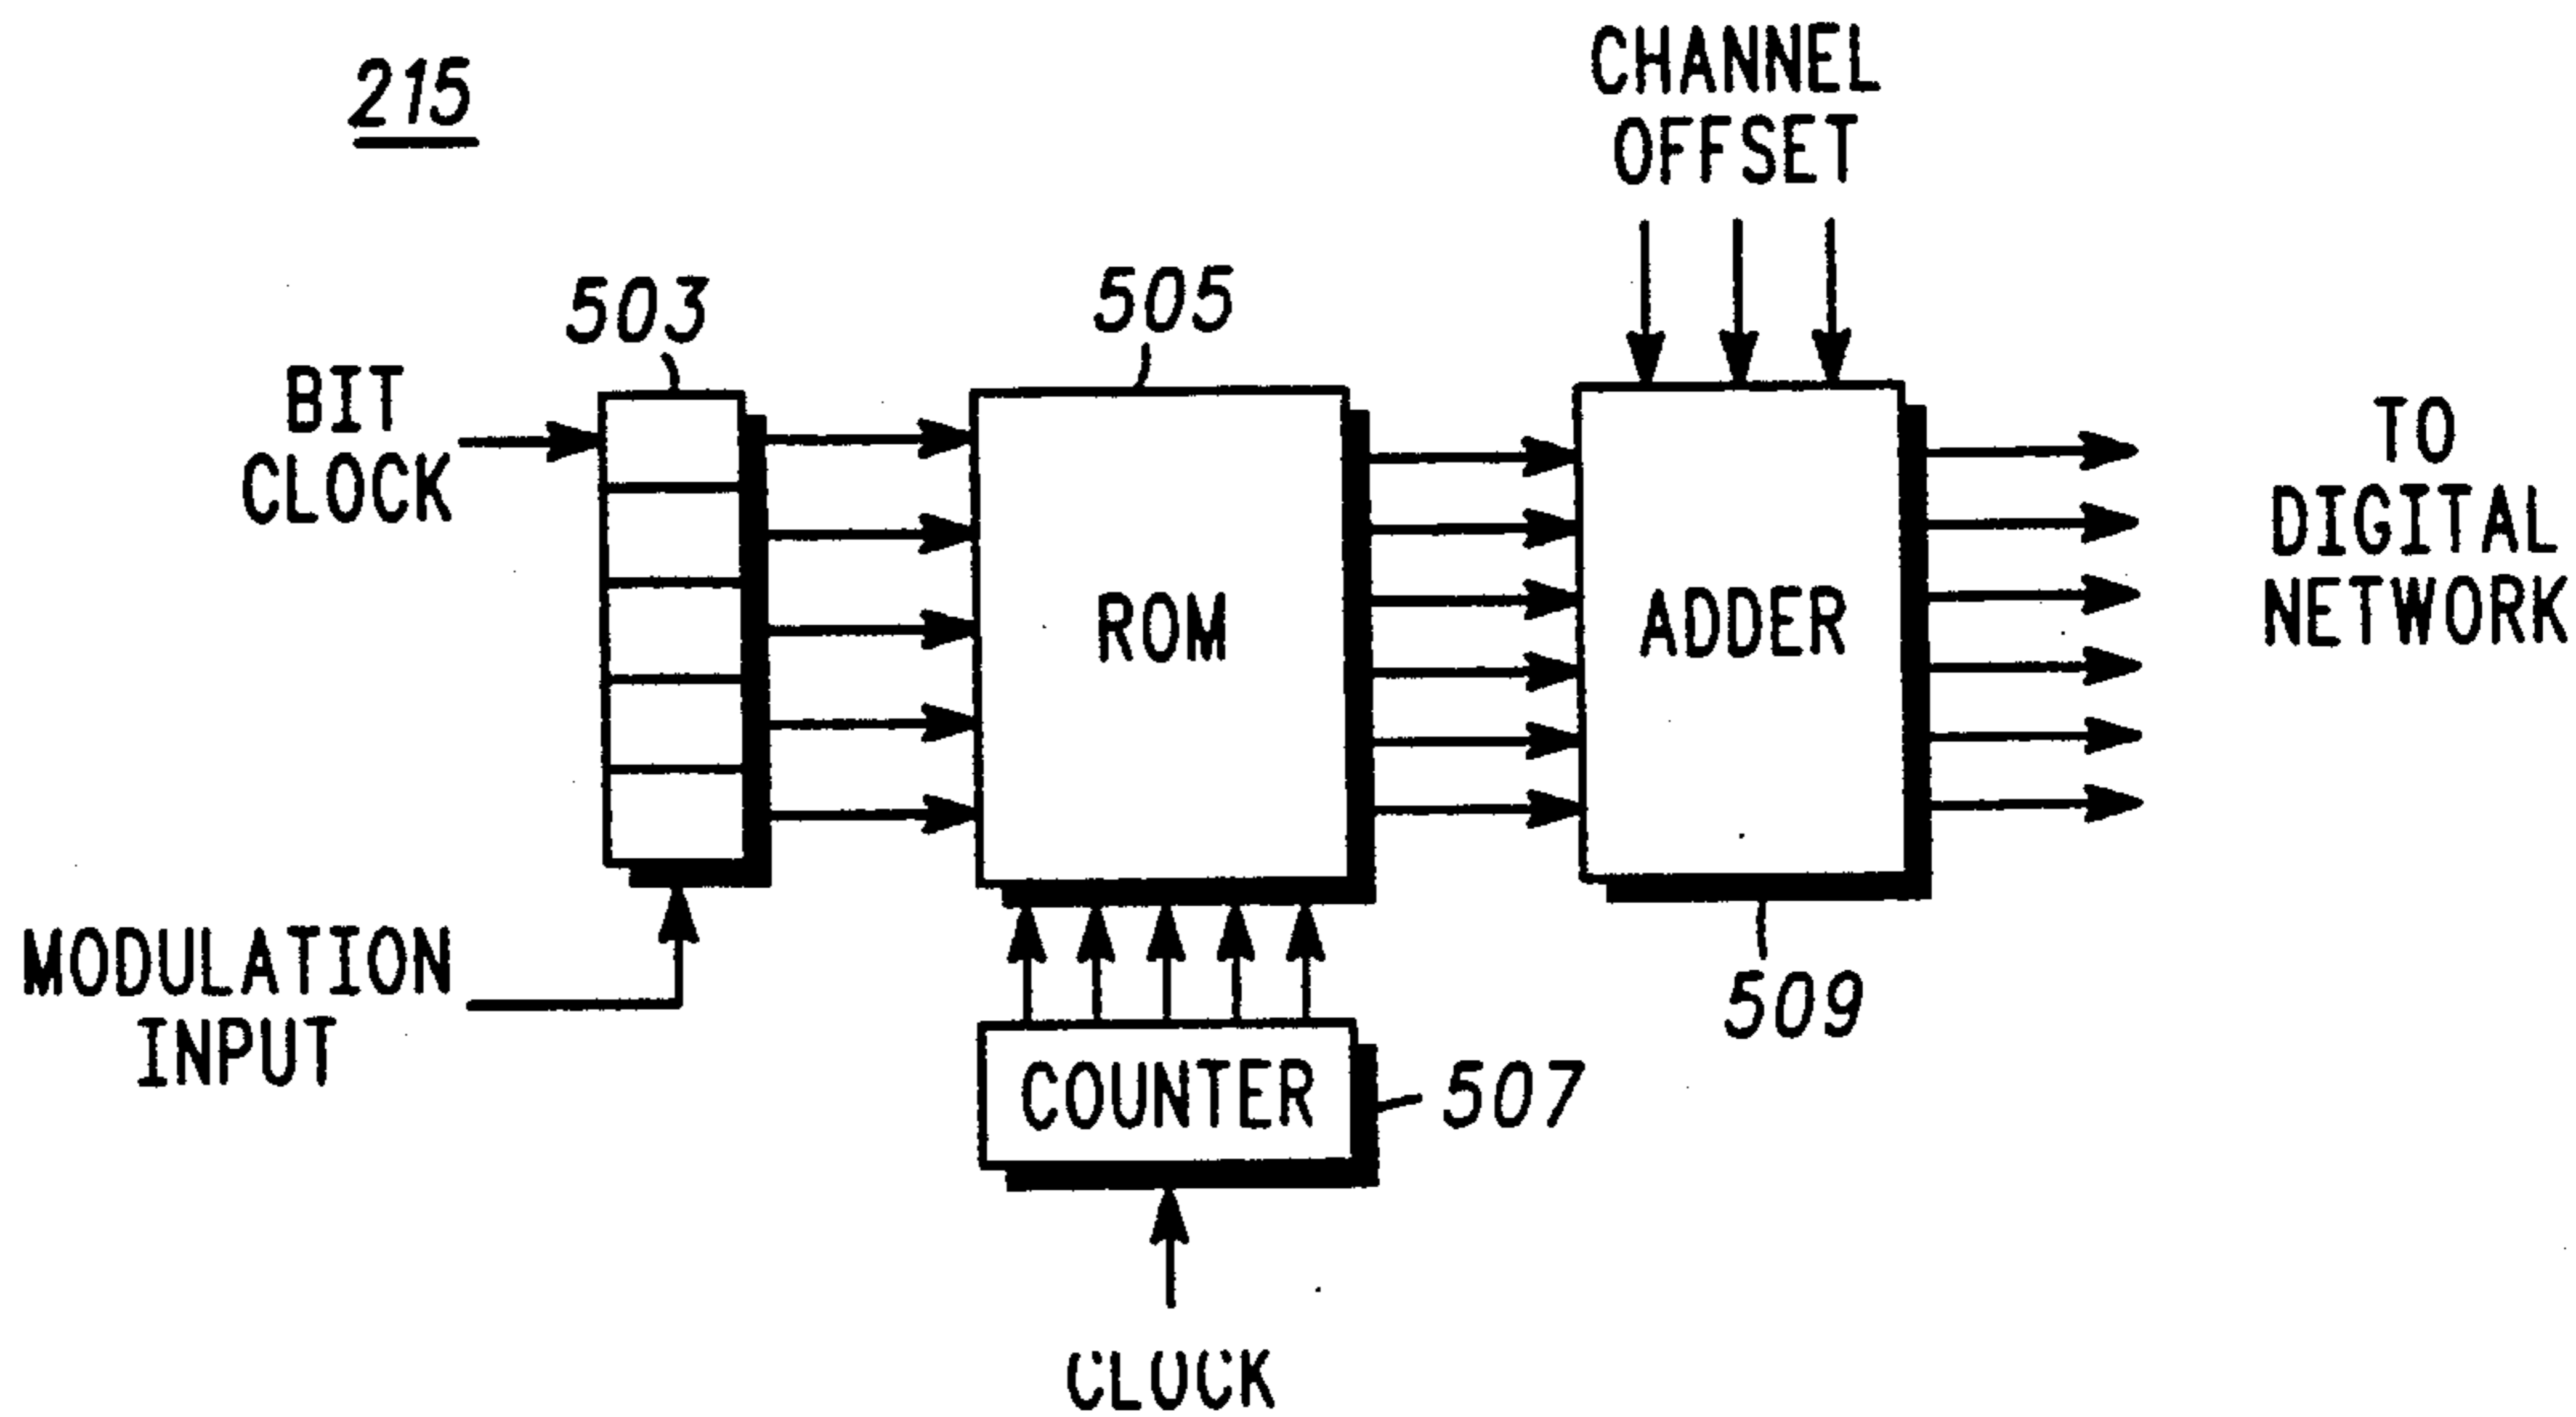 215
CHANNEL
OFFSET
503
505
BIT
CLOCK
TO
DIGITAL
NETWORK
ROM
ADDER
MODULATION
INPUT
509
COUNTER
507
CLOCK